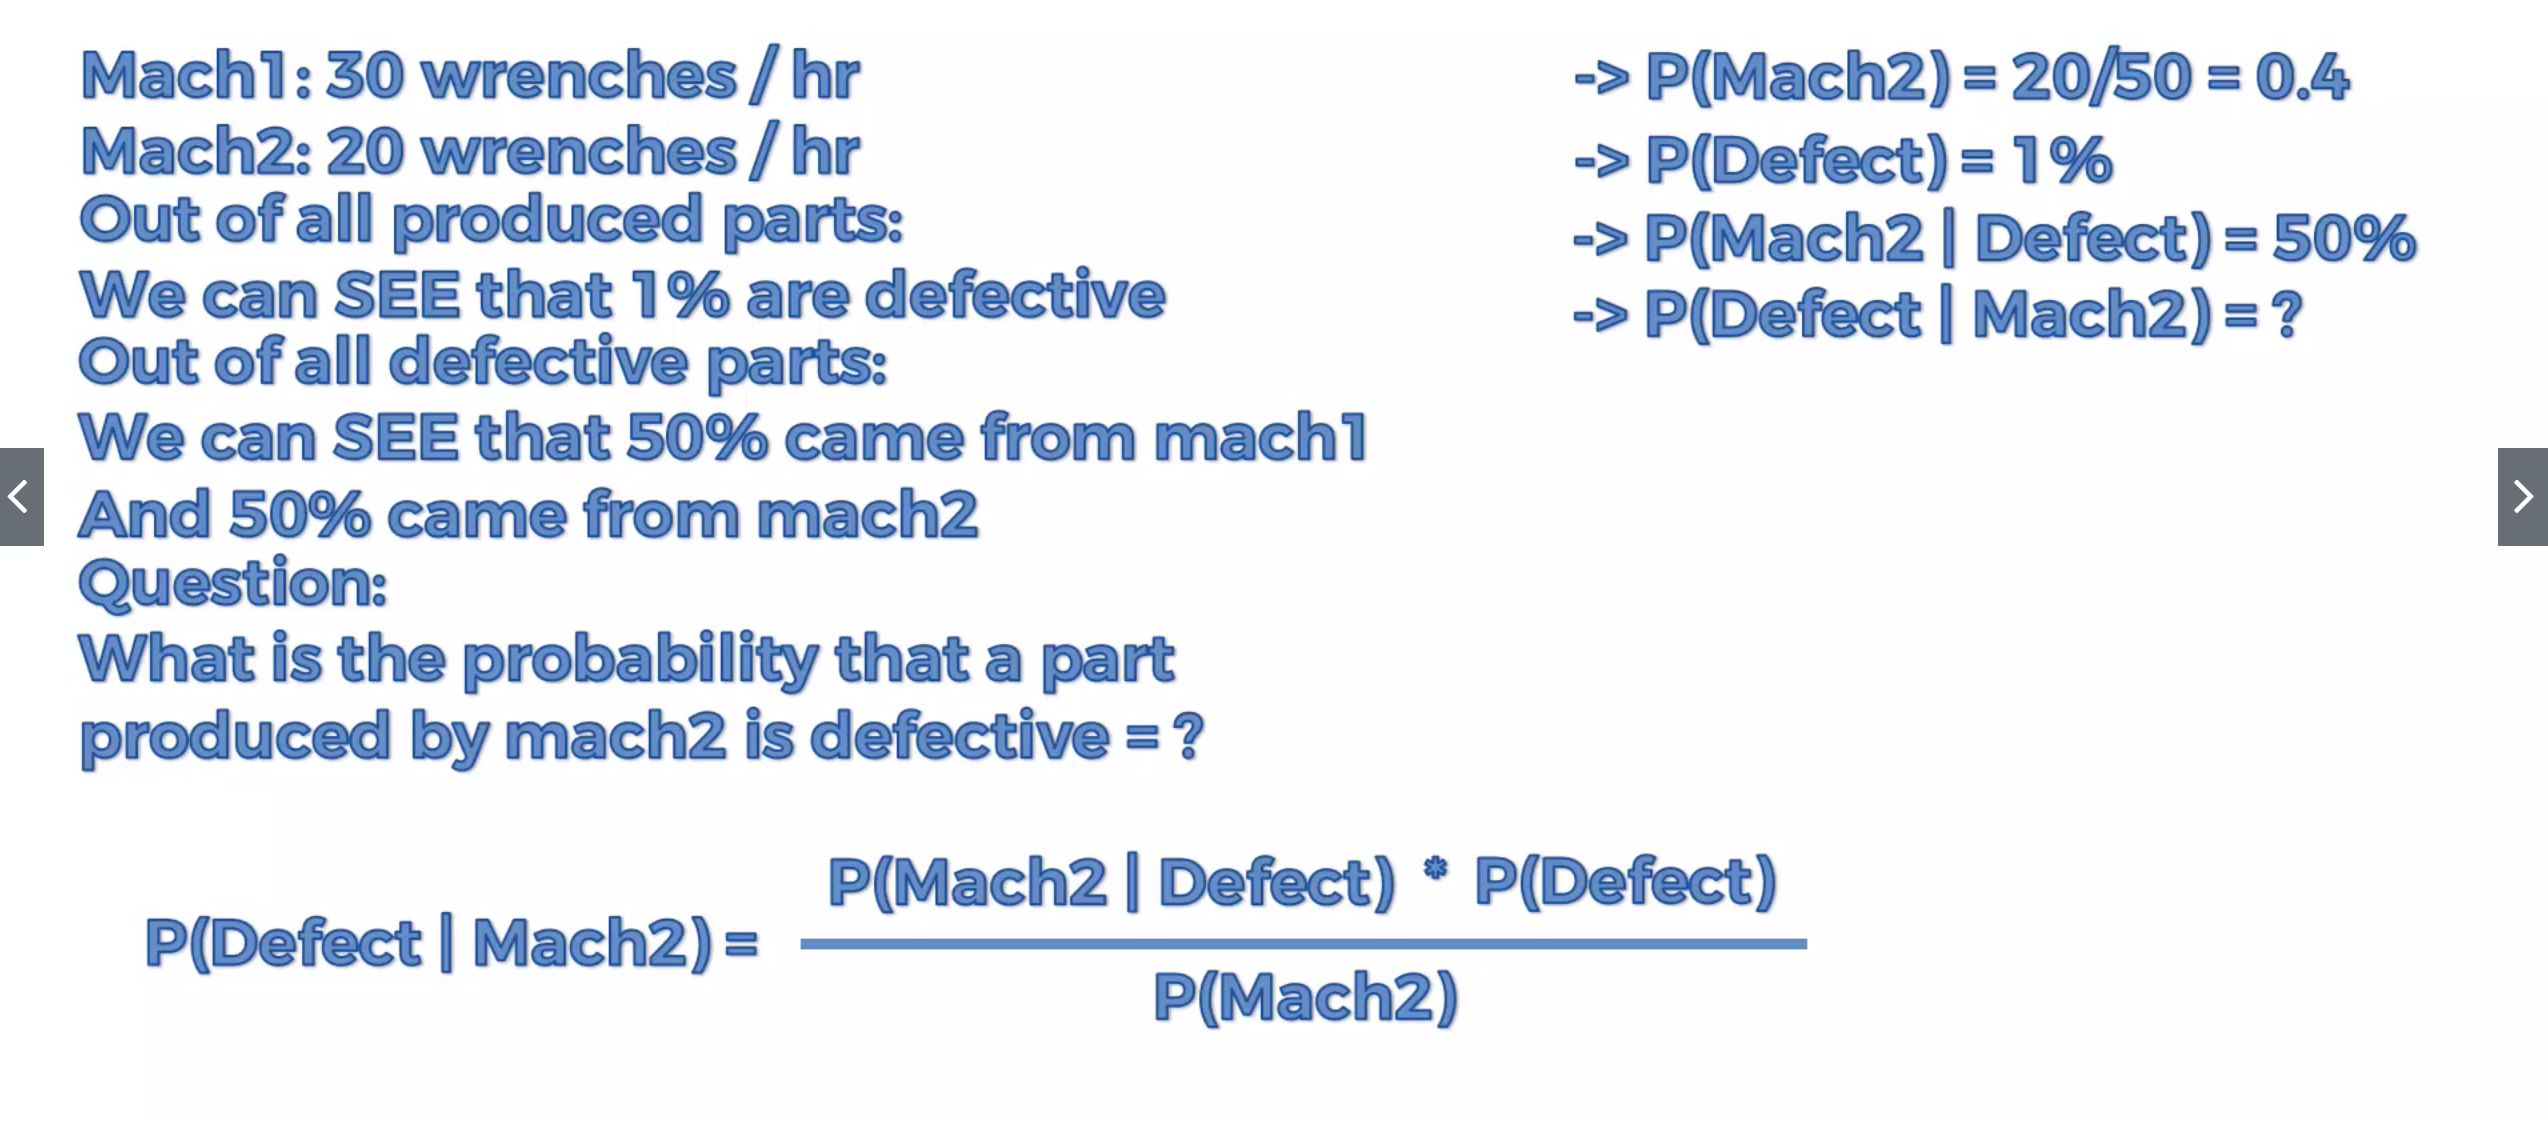 Mach1: 30 wrenches / hr
Mach2: 20 wrenches / hr
Out of all produced parts:
We can SEE that 1% are defective
Out of all defective parts:
We can SEE that 50% came from mach1
And 50% came from mach2
Question:
What is the probability that a part
produced by mach2 is defective = ?
-> P(Mach2) = 20/50 = 0.4
-> P(Defect) = 1%
-> P(Mach2 | Defect) = 50%
-> P(Defect | Mach2) = ?
P(Mach2 | Defect) * P(Defect)
P(Defect | Mach2) =
P(Mach2)